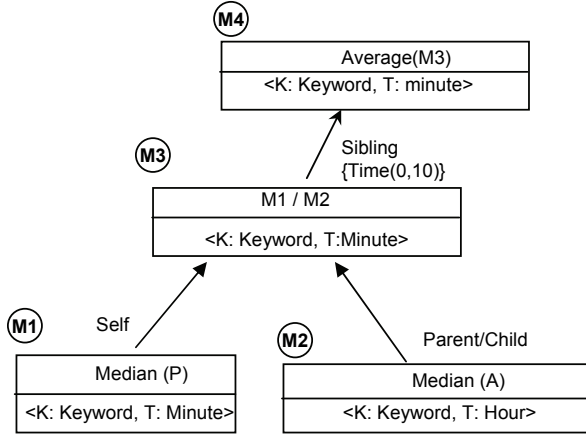 M4
Average(M3)
<K: Keyword, T: minute>
Sibling
{Time(0,10)}
M3
M1 / M2
<K: Keyword, T:Minute>
M1
Self
M2
Parent/Child
Median (P)
<K: Keyword, T: Minute>
Median (A)
<K: Keyword, T: Hour>